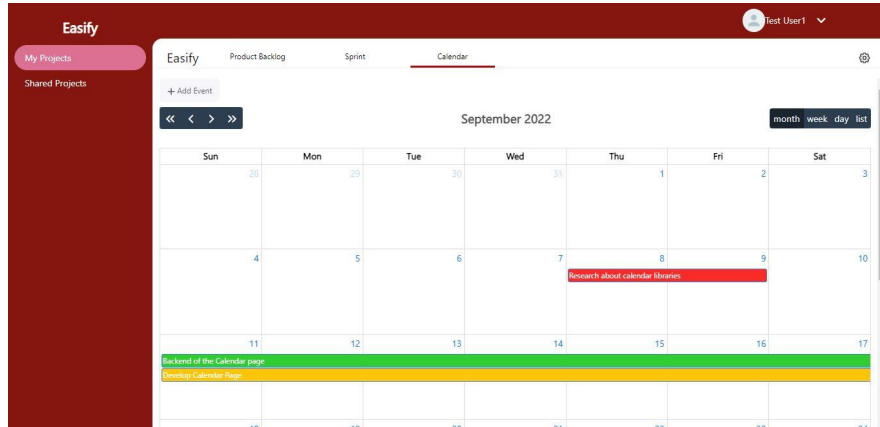 Easify
Test User1
My Projects
Shared Projects
Easify Product Backlog Sprint Calendar
+ Add Event
« < > »
September 2022
month week day list
Sun Mon Tue Wed Thu Fri Sat
28 29 30 31 1 2 3
4 5 6 7 8 9 10
Research about calendar libraries
11 12 13 14 15 16 17
Backend of the Calendar page
Develop Calendar Page